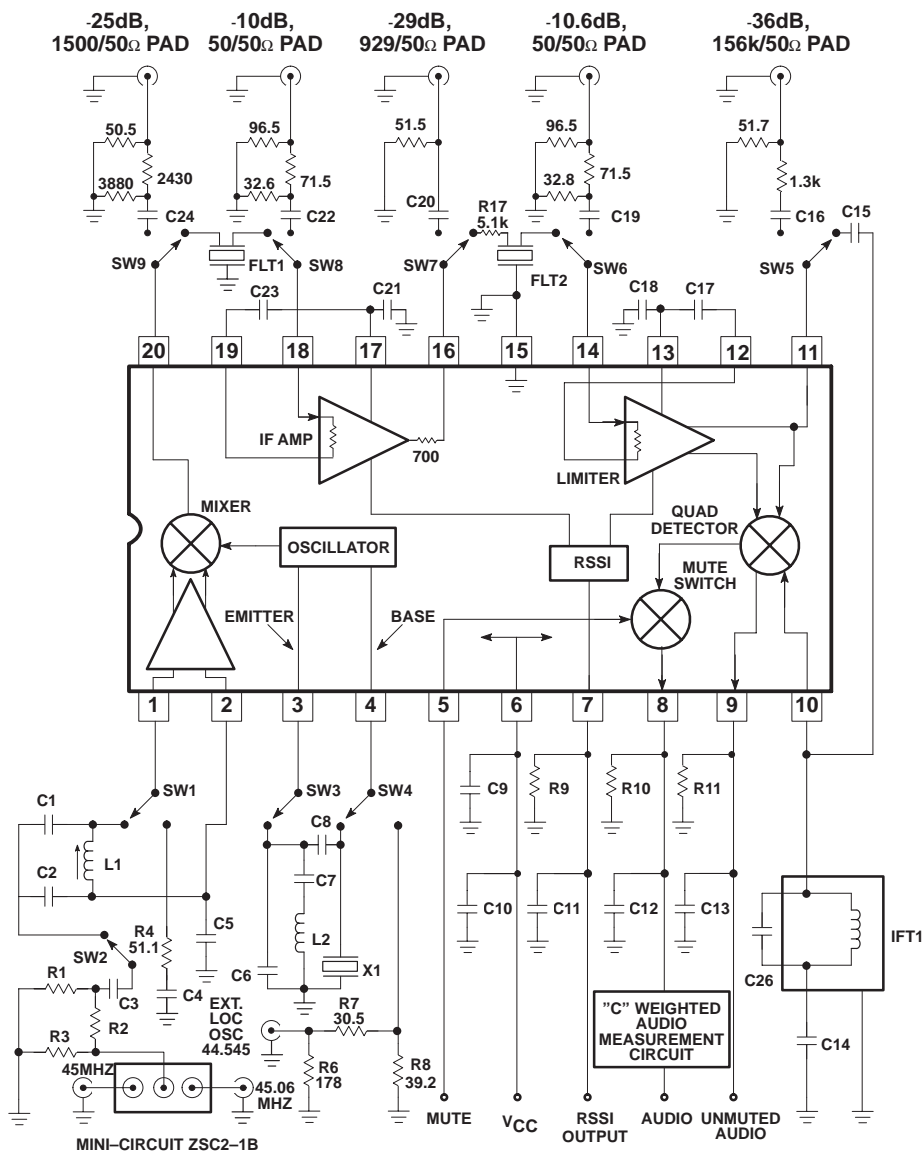 -25dB,
1500/50Ω PAD
-10dB,
50/50Ω PAD
-29dB,
929/50Ω PAD
-10.6dB,
50/50Ω PAD
-36dB,
156k/50Ω PAD
50.5
2430
3880
C24
96.5
71.5
32.6
C22
51.5
C20
96.5
71.5
32.8
C19
51.7
1.3k
C16
C15
R17
5.1k
SW9
FLT1
SW8
SW7
FLT2
SW6
SW5
C23
C21
C18
C17
20
19
18
17
16
15
14
13
12
11
IF AMP
700
LIMITER
MIXER
OSCILLATOR
RSSI
QUAD
DETECTOR
MUTE
SWITCH
EMITTER
BASE
1
2
3
4
5
6
7
8
9
10
SW1
C1
L1
C2
C5
R4
51.1
SW2
C3
C4
R1
R2
R3
45MHZ
45.06
MHZ
MINI–CIRCUIT ZSC2–1B
SW3
SW4
C8
C7
L2
C6
X1
EXT.
LOC
OSC
44.545
R7
30.5
R6
178
R8
39.2
C9
R9
R10
R11
C10
C11
C12
C13
"C" WEIGHTED
AUDIO
MEASUREMENT
CIRCUIT
C26
IFT1
C14
MUTE
VCC
RSSI
OUTPUT
AUDIO
UNMUTED
AUDIO